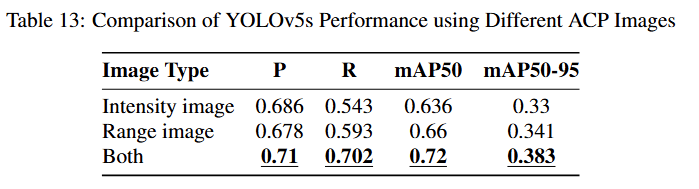 Table 13: Comparison of YOLOv5s Performance using Different ACP Images
Image Type P R mAP50 mAP50-95
Intensity image 0.686 0.543 0.636 0.33
Range image 0.678 0.593 0.66 0.341
Both 0.71 0.702 0.72 0.383